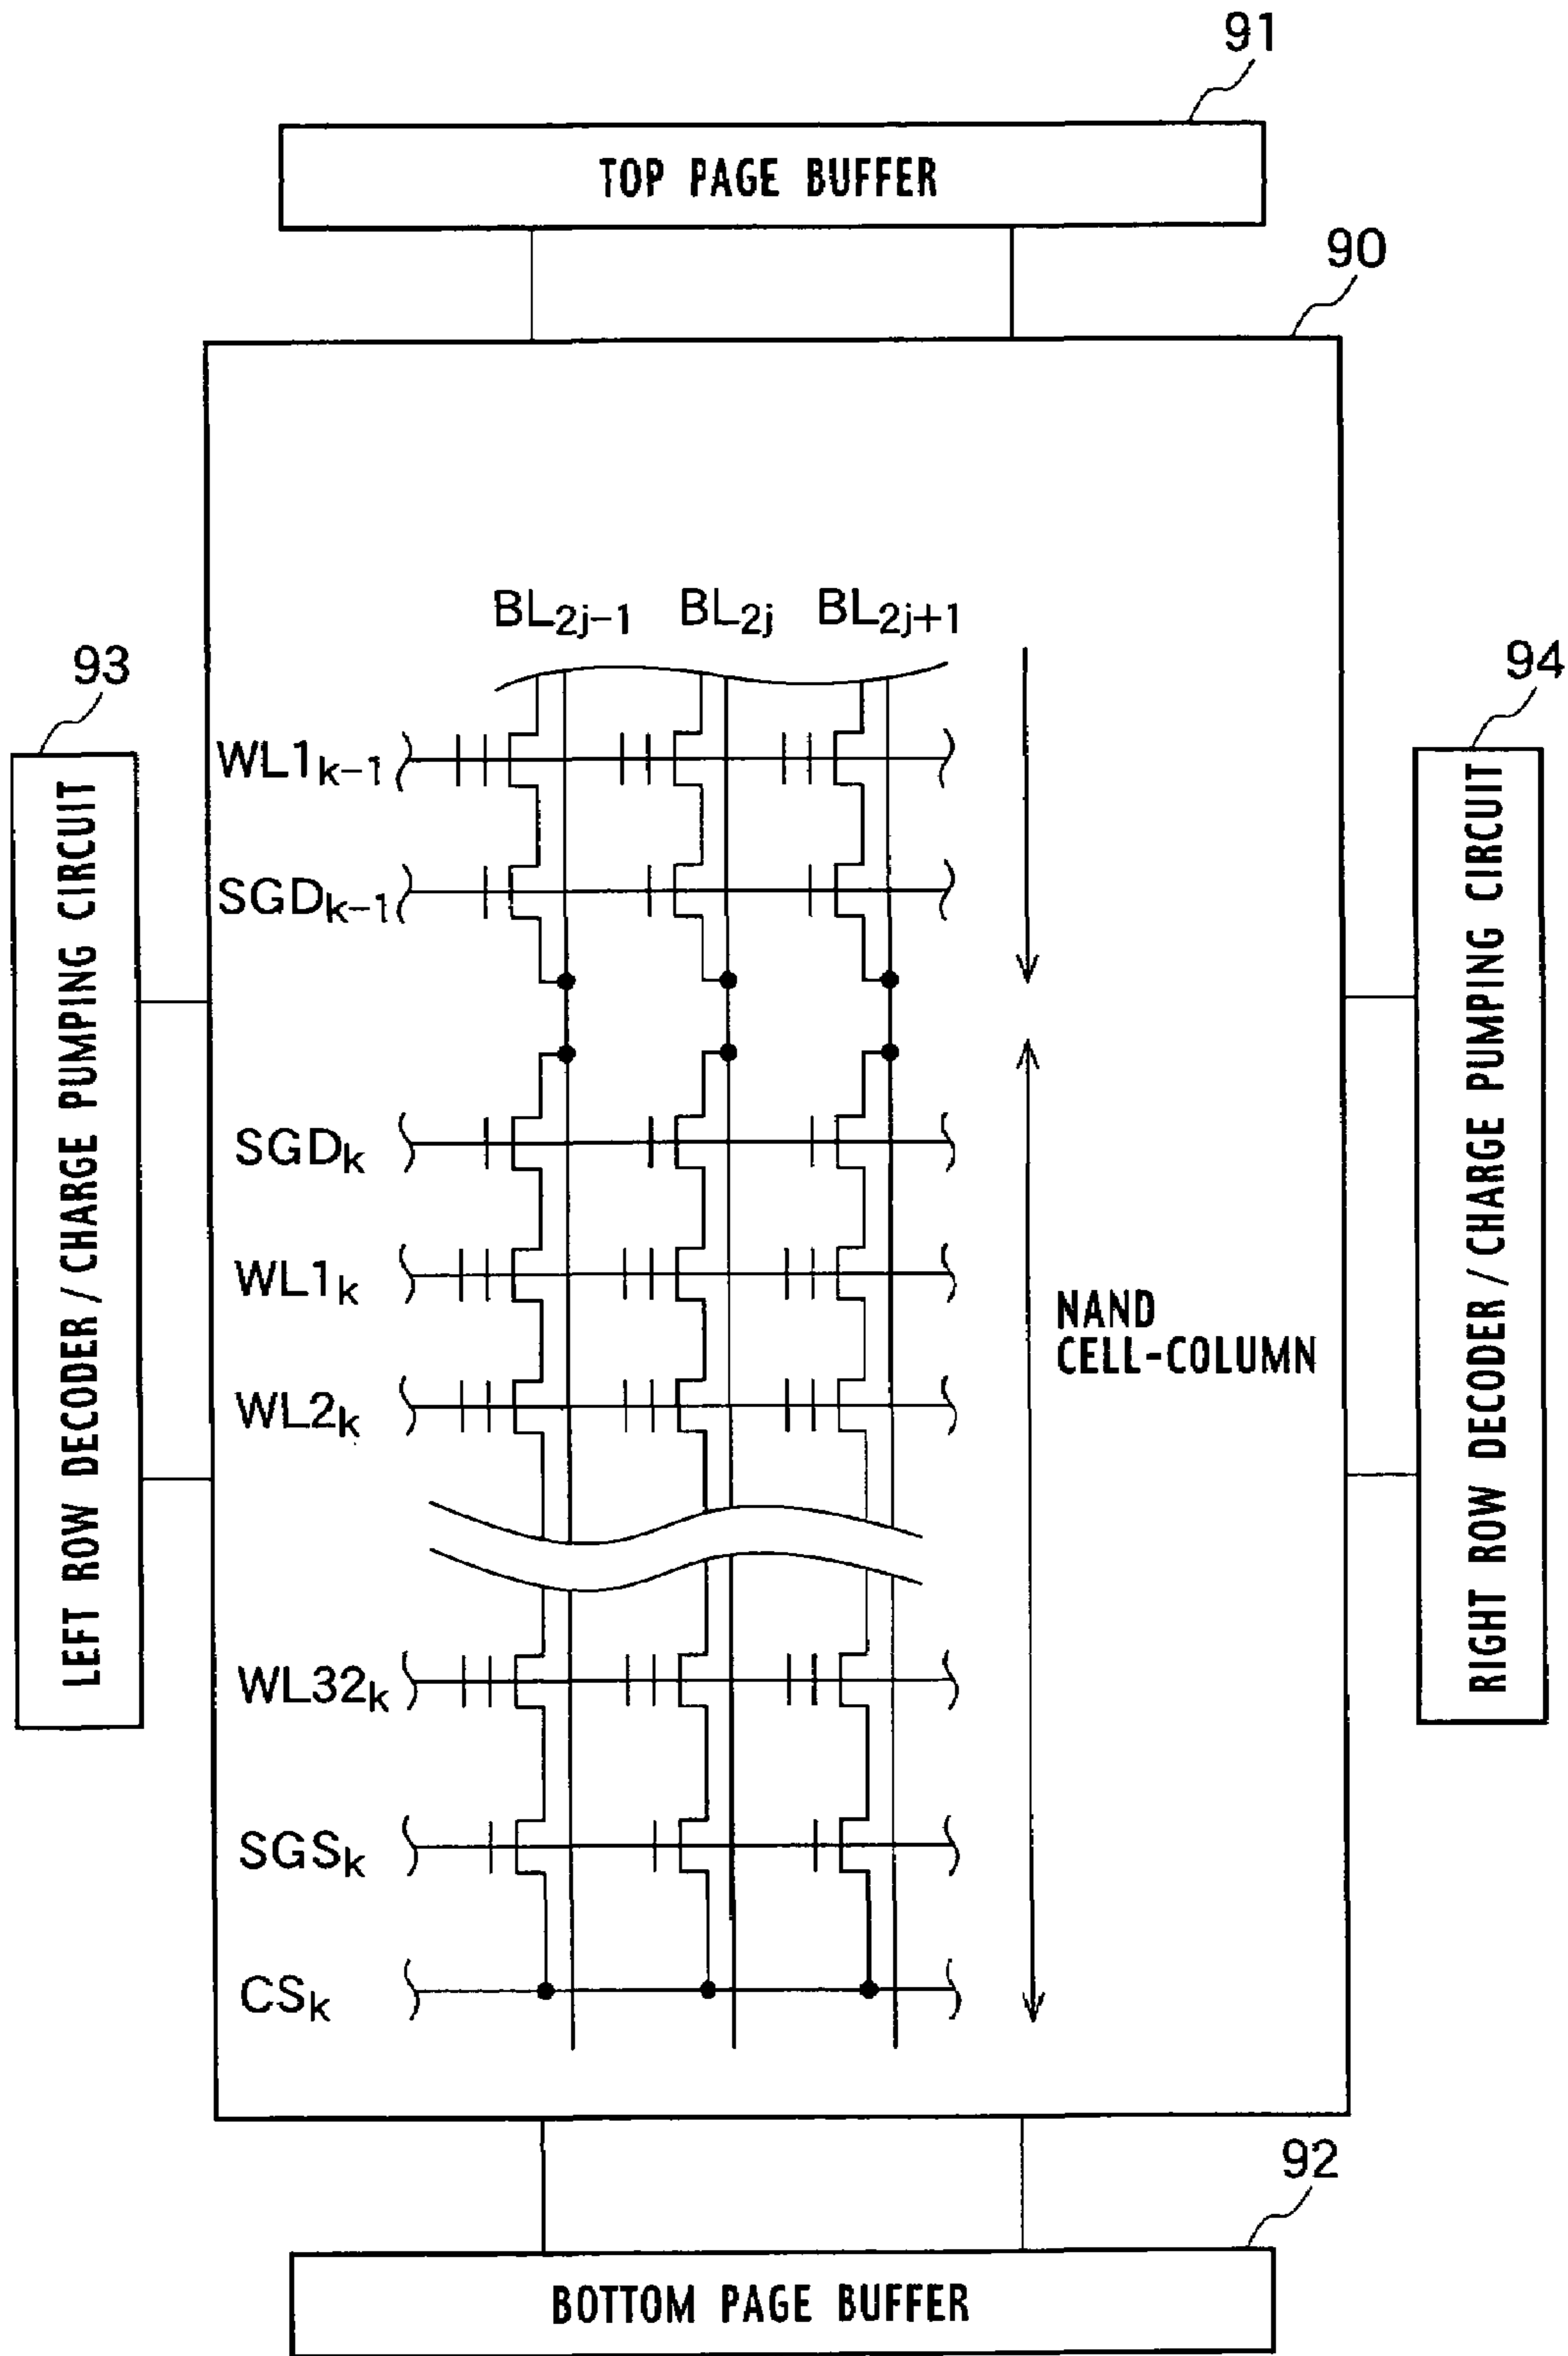 91
TOP PAGE BUFFER
90
BL2j-1 BL2j BL2j+1
93
94
WL1k-1
SGDk-1
SGDk
WL1k
WL2k
NAND
CELL-COLUMN
LEFT ROW DECODER / CHARGE PUMPING CIRCUIT
RIGHT ROW DECODER / CHARGE PUMPING CIRCUIT
WL32k
SGSk
CSk
92
BOTTOM PAGE BUFFER